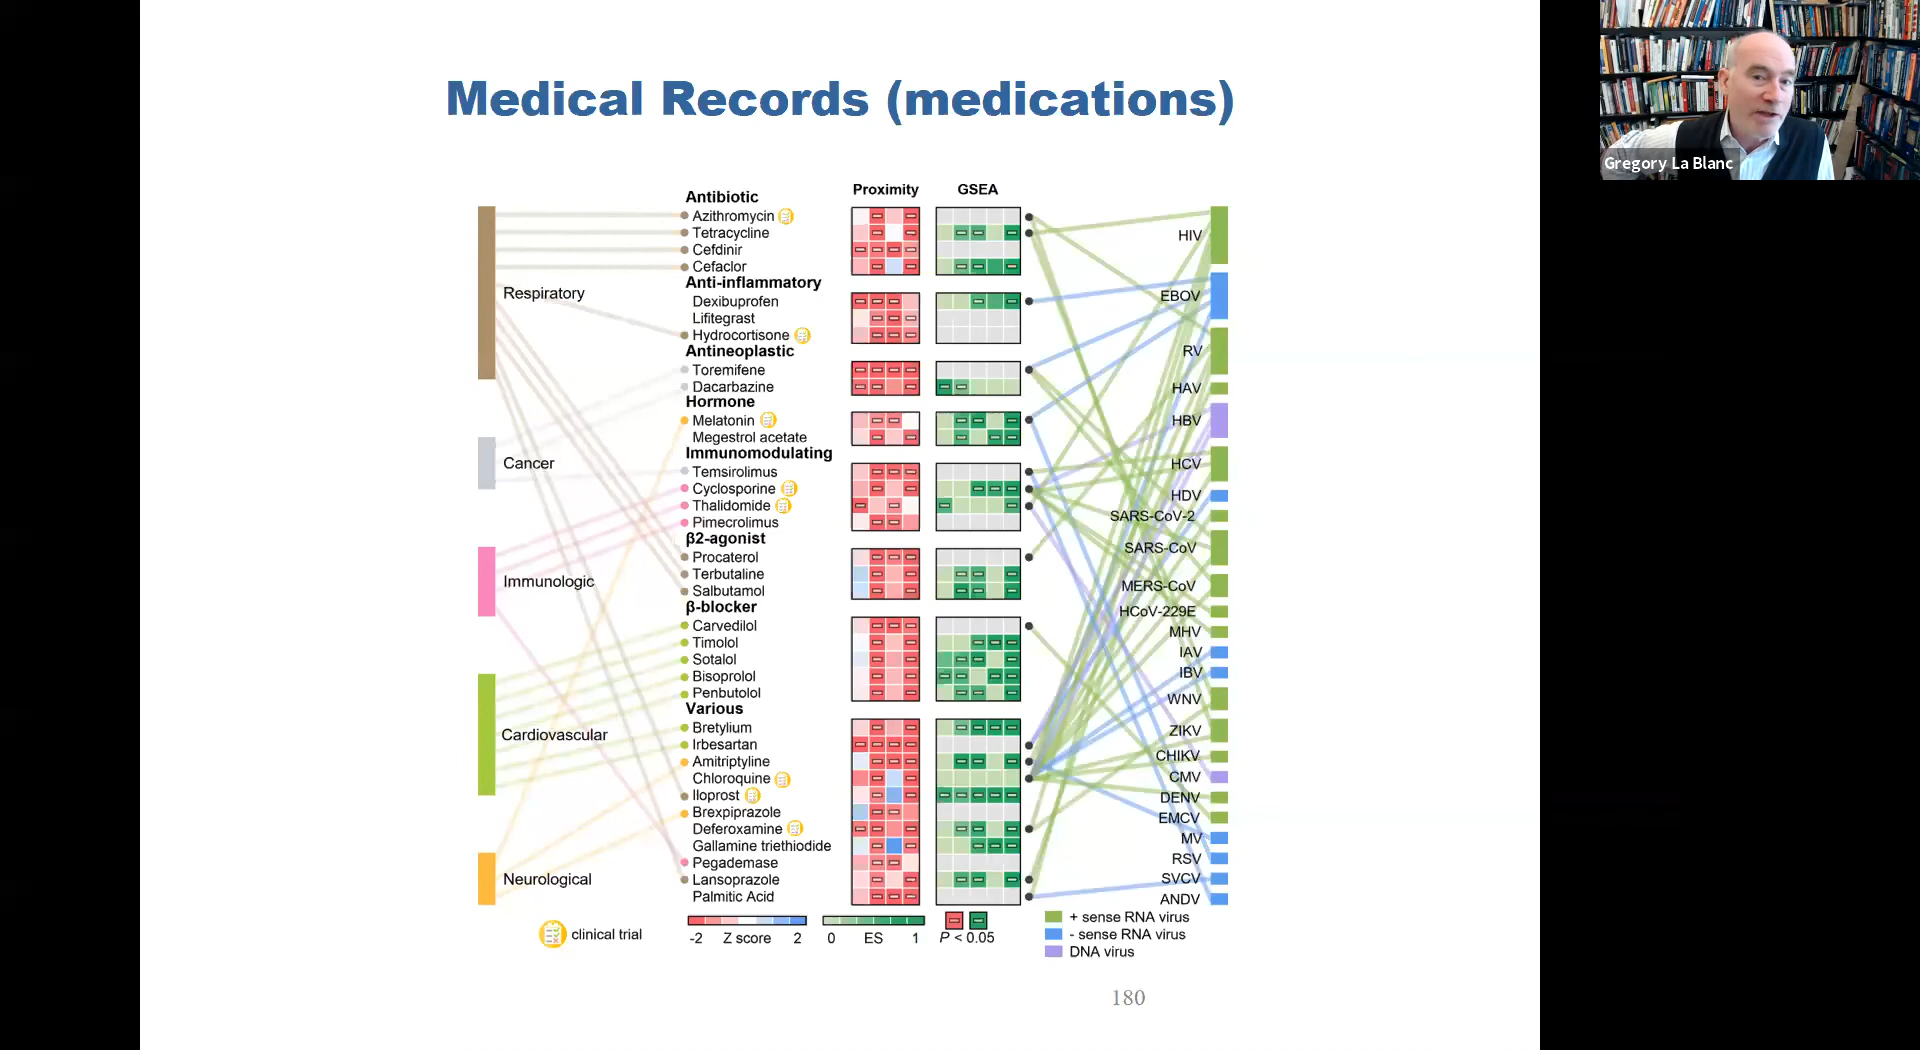 Medical Records (medications)
Gregory La Blanc
Proximity
GSEA
Antibiotic
Azithromycin
Tetracycline
Cefdinir
Cefaclor
Anti-inflammatory
Dexibuprofen
Lifitegrast
Hydrocortisone
Antineoplastic
Toremifene
Dacarbazine
Hormone
Melatonin
Megestrol acetate
Immunomodulating
Temsirolimus
Cyclosporine
Thalidomide
Pimecrolimus
β2-agonist
Procaterol
Terbutaline
Salbutamol
β-blocker
Carvedilol
Timolol
Sotalol
Bisoprolol
Penbutolol
Various
Bretylium
Irbesartan
Amitriptyline
Chloroquine
Iloprost
Brexpiprazole
Deferoxamine
Gallamine triethiodide
Pegademase
Lansoprazole
Palmitic Acid
Respiratory
Cancer
Immunologic
Cardiovascular
Neurological
HIV
EBOV
RV
HAV
HBV
HCV
HDV
SARS-CoV-2
SARS-CoV
MERS-CoV
HCoV-229E
MHV
IAV
IBV
WNV
ZIKV
CHIKV
CMV
DENV
EMCV
MV
RSV
SVCV
ANDV
clinical trial
-2 Z score 2
0 ES 1
P < 0.05
+ sense RNA virus
- sense RNA virus
DNA virus
180